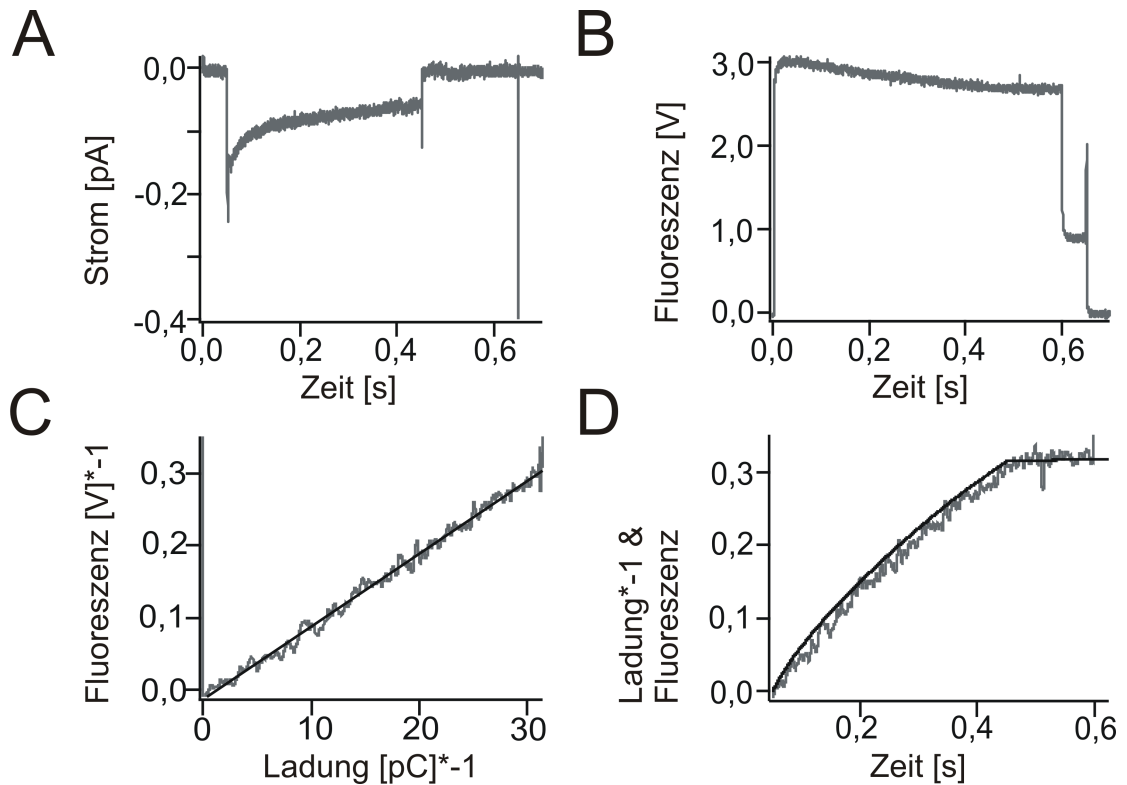 A
0,0
-0,2
-0,4
Strom [pA]
0,0 0,2 0,4 0,6
Zeit [s]
B
3,0
2,0
1,0
0,0
Fluoreszenz [V]
0,0 0,2 0,4 0,6
Zeit [s]
C
0,3
0,2
0,1
0,0
Fluoreszenz [V]*-1
0 10 20 30
Ladung [pC]*-1
D
0,3
0,2
0,1
0,0
Ladung*-1 &
Fluoreszenz
0,2 0,4 0,6
Zeit [s]